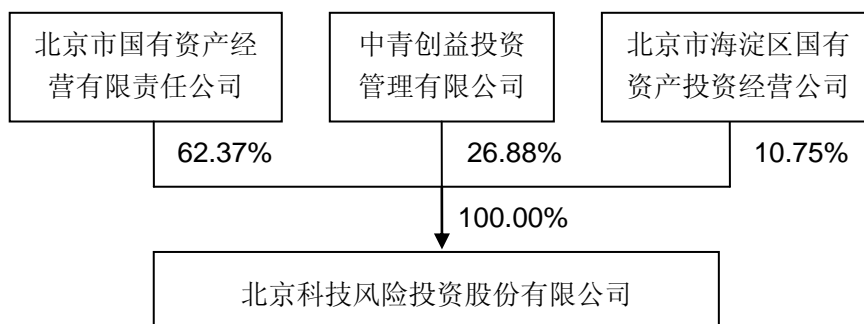 北京市国有资产经
营有限责任公司
中青创益投资
管理有限公司
北京市海淀区国有
资产投资经营公司
62.37%
26.88%
10.75%
100.00%
北京科技风险投资股份有限公司